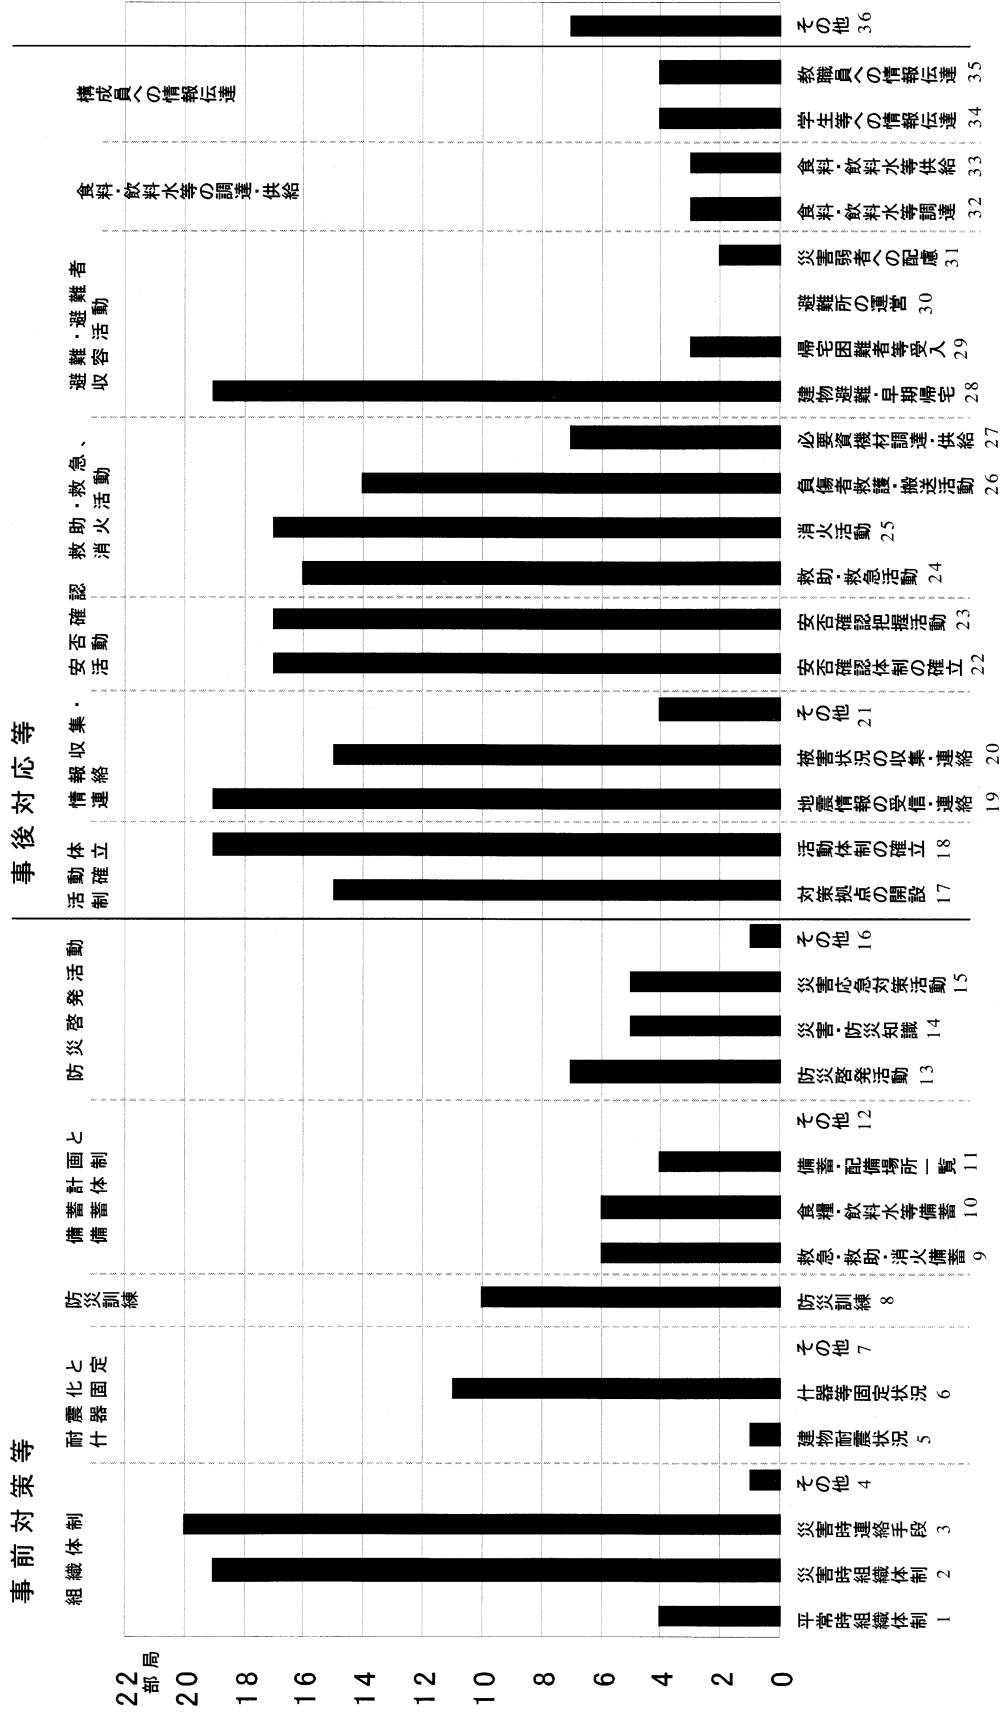 事前対策等
事後対応等
組織体制
耐震化と
什器固定
防災
訓練
備蓄計画と
備蓄体制
防災啓発活動
活動体
制確立
情報収集・
連絡
安否確認
活動
救助・救急、
消火活動
避難・避難者
収容活動
食料・飲料水等の調達・供給
構成員への情報伝達
22
部局
20
18
16
14
12
10
8
6
4
2
0
平常時組織体制
1
災害時組織体制
2
災害時連絡手段
3
その他
4
建物耐震状況
5
什器等固定状況
6
その他
7
防災訓練
8
救急・救助・消火備蓄
9
食糧・飲料水等備蓄
10
備蓄・配備場所一覧
11
その他
12
防災啓発活動
13
災害・防災知識
14
災害応急対策活動
15
その他
16
対策拠点の開設
17
活動体制の確立
18
地震情報の受信・連絡
19
被害状況の収集・連絡
20
その他
21
安否確認体制の確立
22
安否確認把握活動
23
救助・救急活動
24
消火活動
25
負傷者救護・搬送活動
26
必要資機材調達・供給
27
建物避難・早期帰宅
28
帰宅困難者等受入
29
避難所の運営
30
災害弱者への配慮
31
食料・飲料水等調達
32
食料・飲料水等供給
33
学生等への情報伝達
34
教職員への情報伝達
35
その他
36